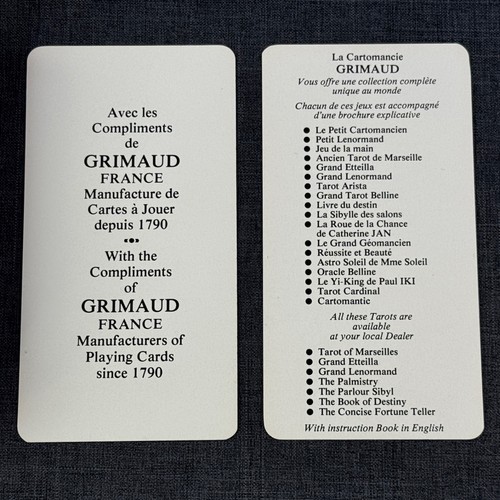 Avec les
Compliments
de
GRIMAUD
FRANCE
Manufacture de
Cartes à Jouer
depuis 1790
With the
Compliments
of
GRIMAUD
FRANCE
Manufacturers of
Playing Cards
since 1790
La Cartomancie
GRIMAUD
Vous offre une collection complète
unique au monde
Chacun de ces jeux est accompagné
d'une brochure explicative
● Le Petit Cartomancien
● Petit Lenormand
● Jeu de la main
● Ancien Tarot de Marseille
● Grand Etteilla
● Grand Lenormand
● Tarot Arista
● Grand Tarot Belline
● Livre du destin
● La Sibylle des salons
● La Roue de la Chance
de Catherine JAN
● Le Grand Géomancien
● Réussite et Beauté
● Astro Soleil de Mme Soleil
● Oracle Belline
● Le Yi-King de Paul IKI
● Tarot Cardinal
● Cartomantic
All these Tarots are
available
at your local Dealer
● Tarot of Marseilles
● Grand Etteilla
● Grand Lenormand
● The Palmistry
● The Parlour Sibyl
● The Book of Destiny
● The Concise Fortune Teller
With instruction Book in English